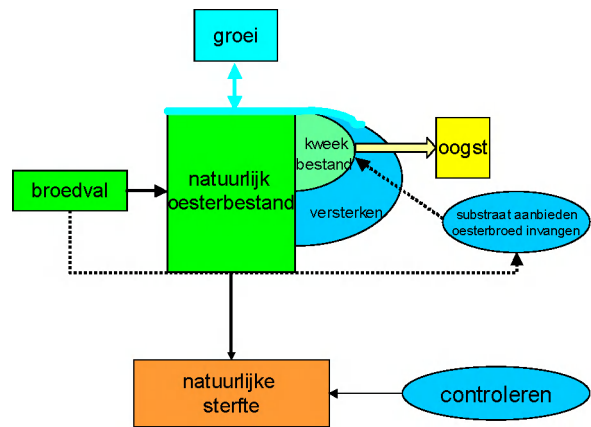 groei
kweek
bestand
oogst
natuurlijk
oesterbestand
broedval
versterken
substraat aanbieden
oesterbroed invangen
natuurlijke
sterfte
controleren